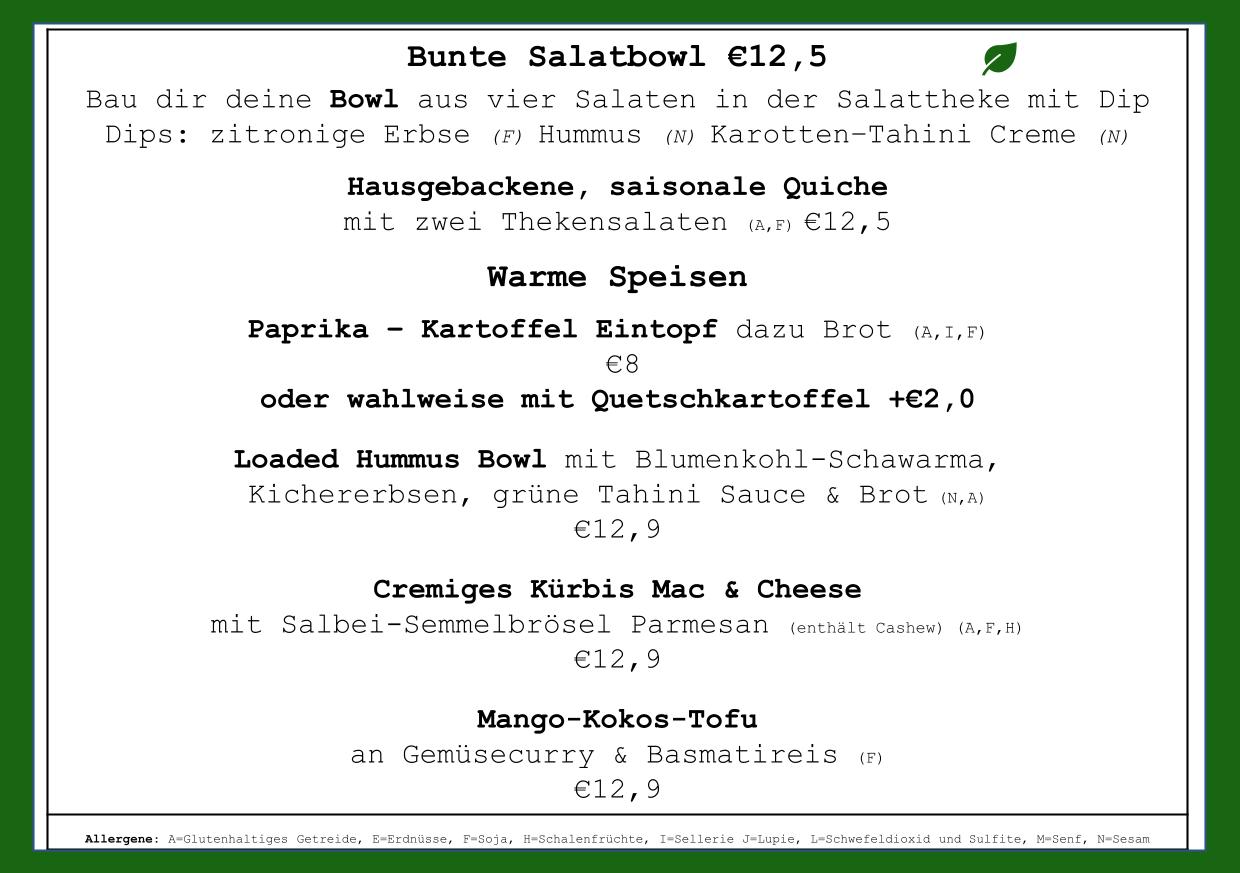 Bunte Salatbowl €12,5
Bau dir deine Bowl aus vier Salaten in der Salattheke mit Dip
Dips: zitronige Erbse (F) Hummus (N) Karotten-Tahini Creme (N)
Hausgebackene, saisonale Quiche
mit zwei Thekensalaten (A,F) €12,5
Warme Speisen
Paprika – Kartoffel Eintopf dazu Brot (A,I,F)
€8
oder wahlweise mit Quetschkartoffel +€2,0
Loaded Hummus Bowl mit Blumenkohl-Schawarma,
Kichererbsen, grüne Tahini Sauce & Brot (N,A)
€12,9
Cremiges Kürbis Mac & Cheese
mit Salbei-Semmelbrösel Parmesan (enthält Cashew) (A,F,H)
€12,9
Mango-Kokos-Tofu
an Gemüsecurry & Basmatireis (F)
€12,9
Allergene: A=Glutenhaltiges Getreide, E=Erdnüsse, F=Soja, H=Schalenfrüchte, I=Sellerie J=Lupie, L=Schwefeldioxid und Sulfite, M=Senf, N=Sesam